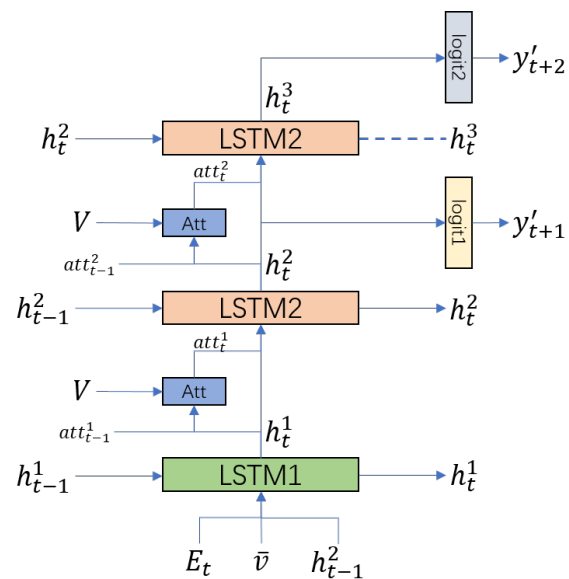 logit2
y′_{t+2}
h_t^3
h_t^2
LSTM2
h_t^3
att_t^2
V
Att
logit1
y′_{t+1}
att_{t-1}^2
h_t^2
h_{t-1}^2
LSTM2
h_t^2
att_t^1
V
Att
att_{t-1}^1
h_t^1
h_{t-1}^1
LSTM1
h_t^1
E_t
v̄
h_{t-1}^2